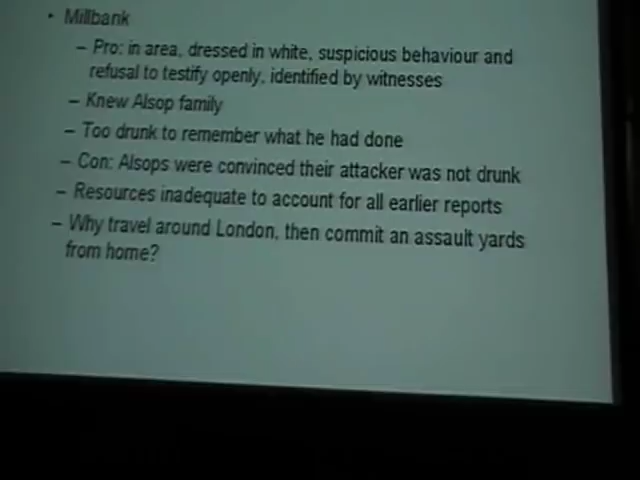 • Millbank
– Pro: in area, dressed in white, suspicious behaviour and
refusal to testify openly, identified by witnesses
– Knew Alsop family
– Too drunk to remember what he had done
– Con: Alsops were convinced their attacker was not drunk
– Resources inadequate to account for all earlier reports
– Why travel around London, then commit an assault yards
from home?